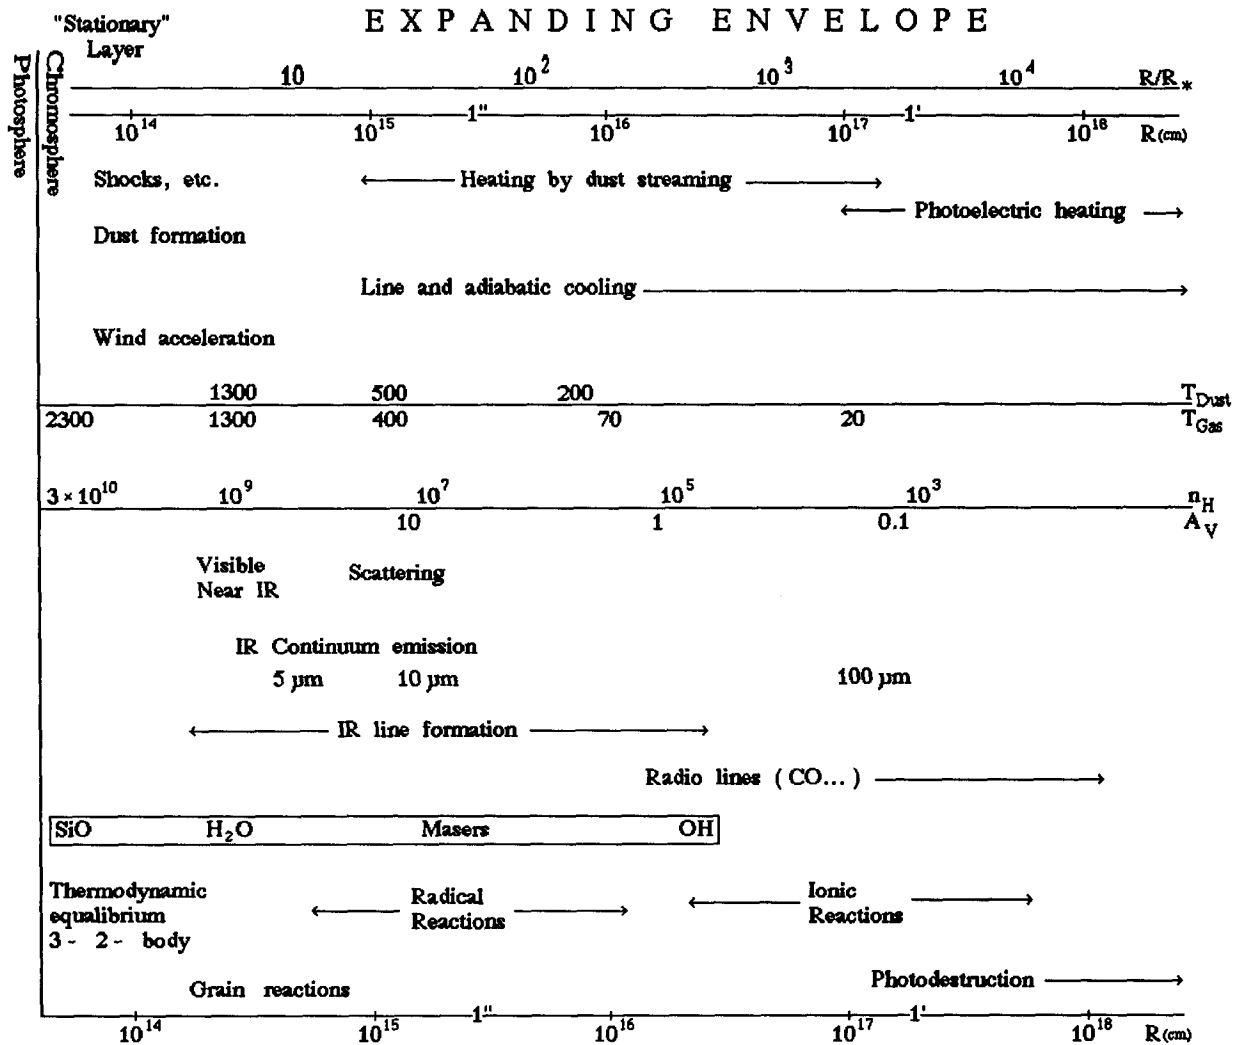 "Stationary" Layer
EXPANDING ENVELOPE
Photosphere
Chromosphere
10 10² 10³ 10⁴ R/R*
10¹⁴ 10¹⁵ 1" 10¹⁶ 10¹⁷ 1' 10¹⁸ R(cm)
Shocks, etc.
Heating by dust streaming
Photoelectric heating
Dust formation
Line and adiabatic cooling
Wind acceleration
1300 500 200 T_Dust
2300 1300 400 70 20 T_Gas
3 × 10¹⁰ 10⁹ 10⁷ 10⁵ 10³ n_H
10 1 0.1 A_V
Visible
Near IR
Scattering
IR Continuum emission
5 µm 10 µm 100 µm
IR line formation
Radio lines (CO...)
SiO H₂O Masers OH
Thermodynamic
equalibrium
3- 2- body
Radical
Reactions
Ionic
Reactions
Photodestruction
Grain reactions
10¹⁴ 10¹⁵ 1" 10¹⁶ 10¹⁷ 1' 10¹⁸ R(cm)